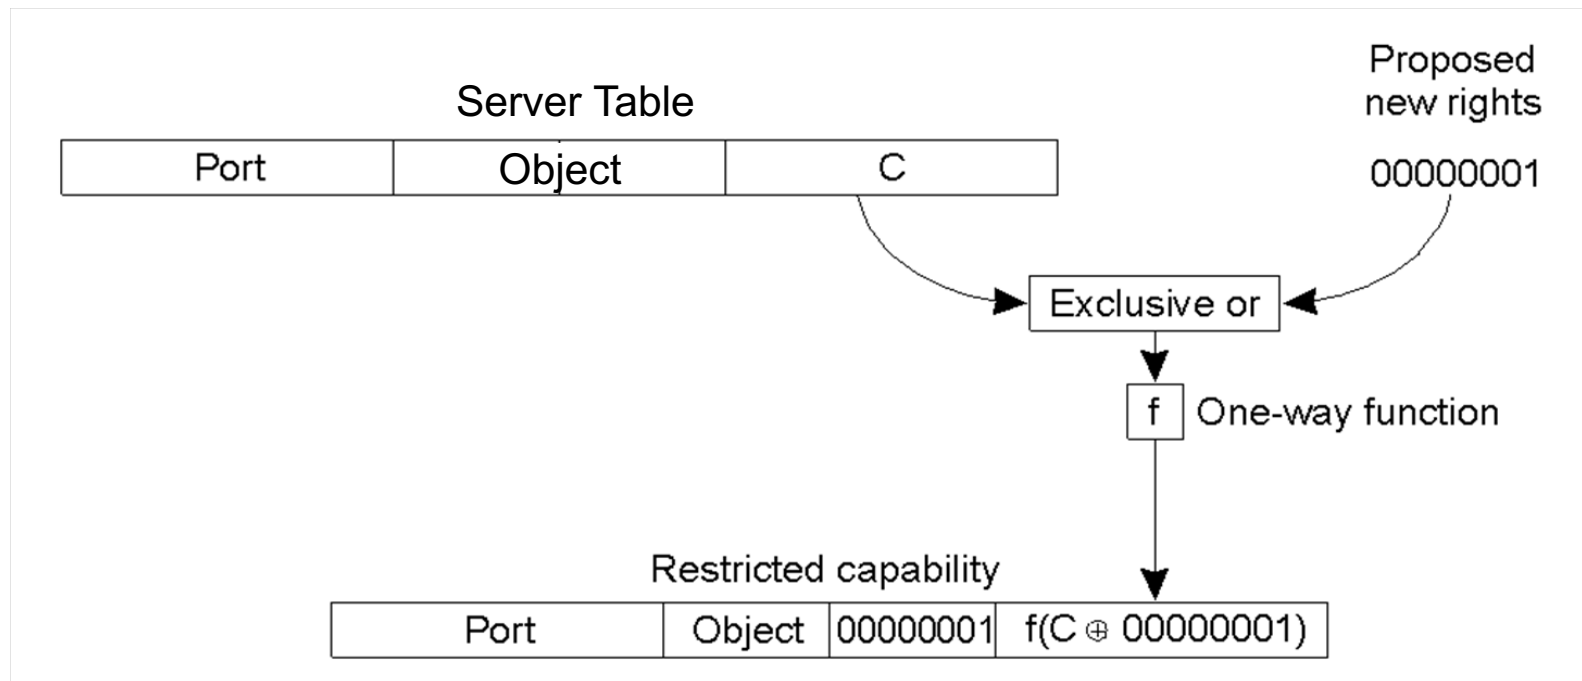 Proposed
new rights
Server Table
Port Object C 00000001
Exclusive or
f One-way function
Restricted capability
Port Object 00000001 f(C ⊕ 00000001)